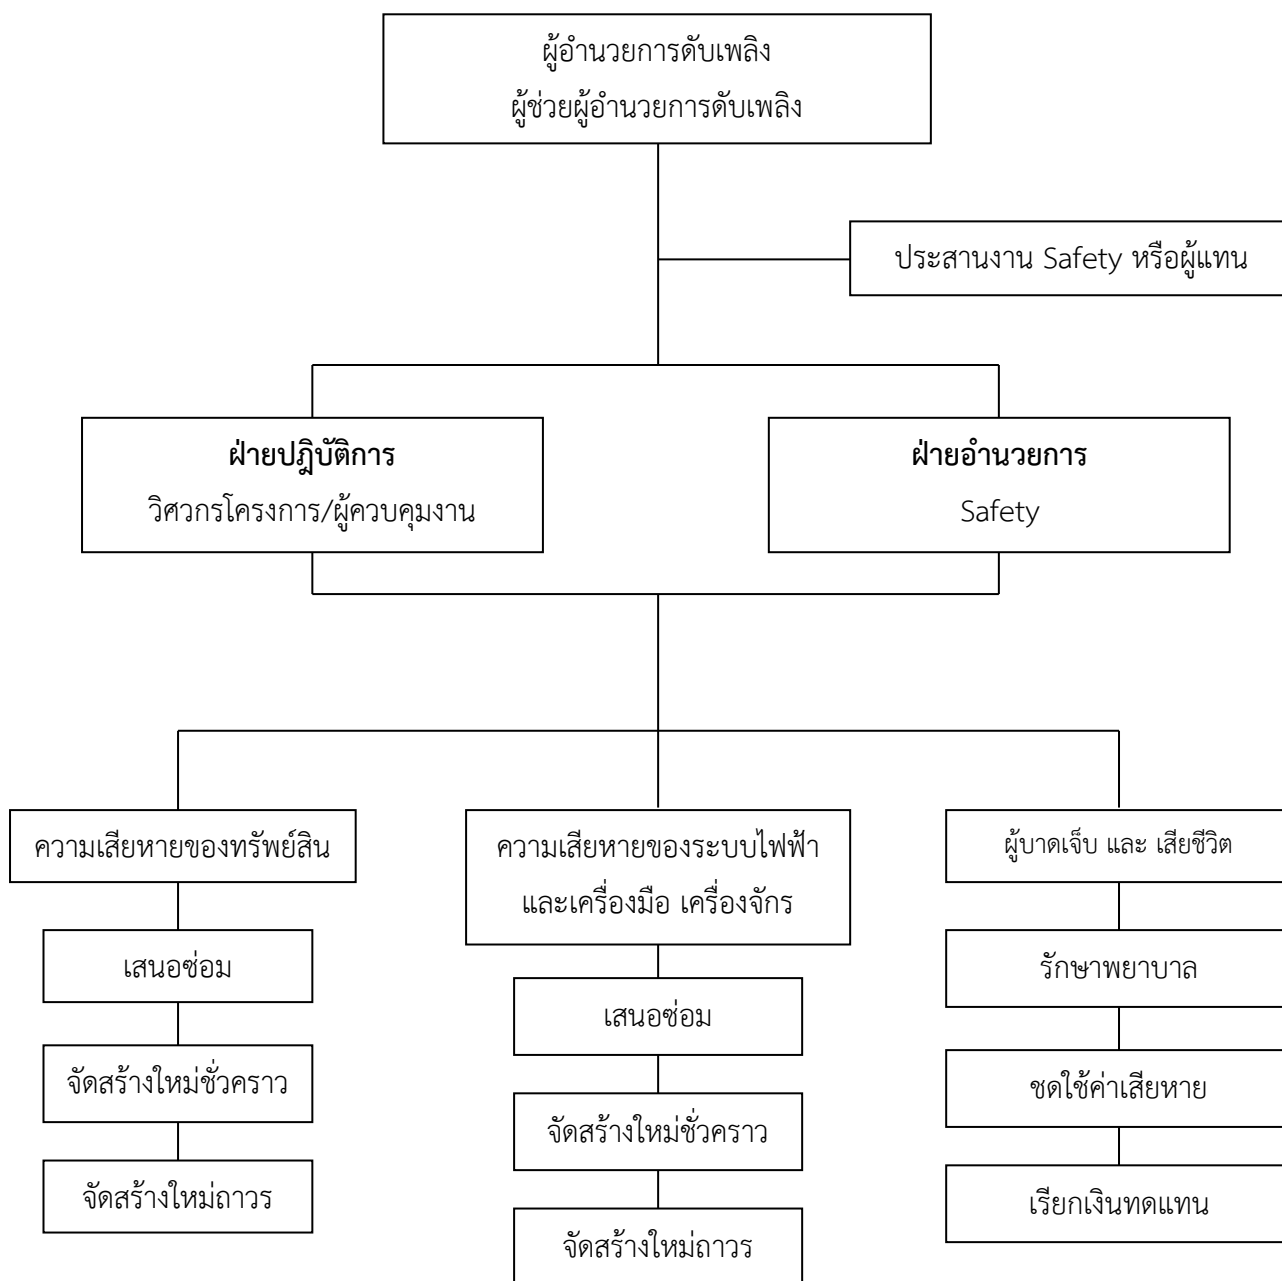 ผู้อำนวยการดับเพลิง
ผู้ช่วยผู้อำนวยการดับเพลิง
ประสานงาน Safety หรือผู้แทน
ฝ่ายปฎิบัติการ
วิศวกรโครงการ/ผู้ควบคุมงาน
ฝ่ายอำนวยการ
Safety
ความเสียหายของทรัพย์สิน
เสนอซ่อม
จัดสร้างใหม่ชั่วคราว
จัดสร้างใหม่ถาวร
ความเสียหายของระบบไฟฟ้า
และเครื่องมือ เครื่องจักร
เสนอซ่อม
จัดสร้างใหม่ชั่วคราว
จัดสร้างใหม่ถาวร
ผู้บาดเจ็บ และ เสียชีวิต
รักษาพยาบาล
ชดใช้ค่าเสียหาย
เรียกเงินทดแทน